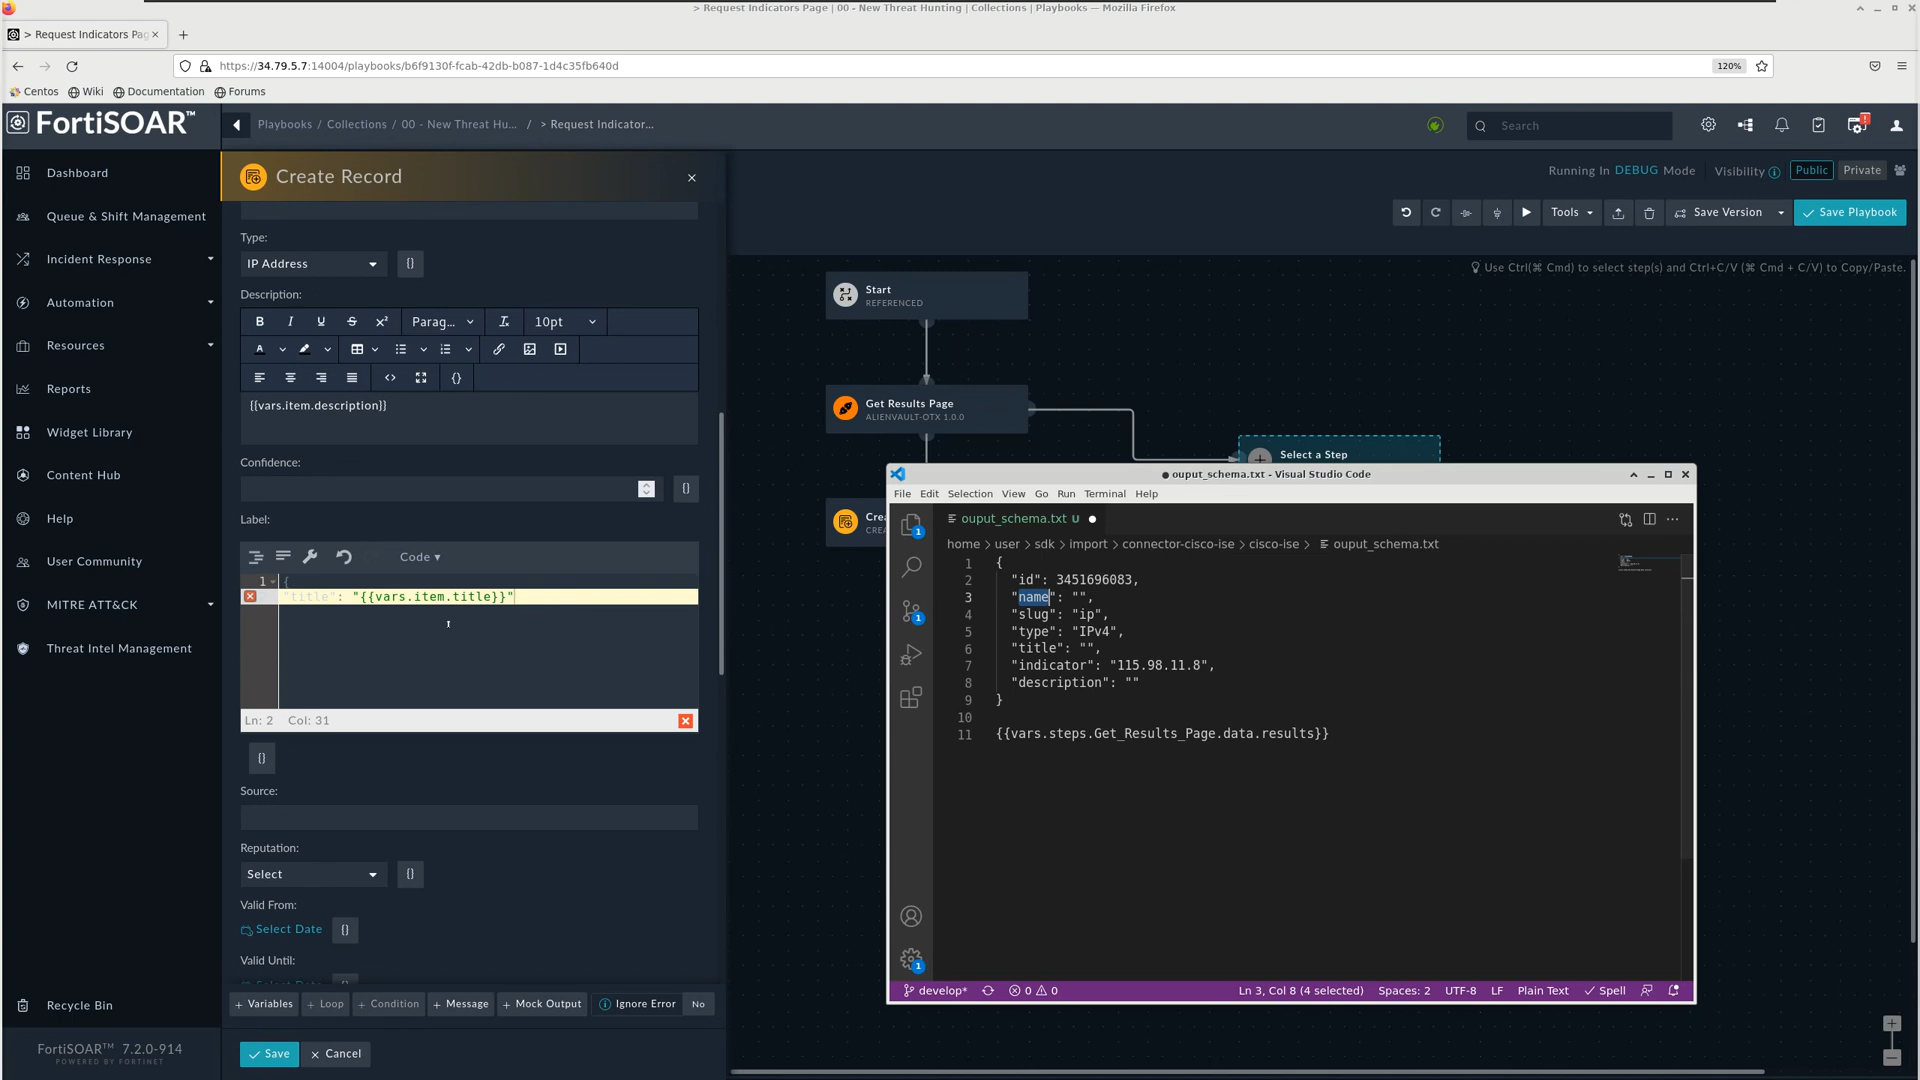 > Request Indicators Page | 00 - New Threat Hunting | Collections | Playbooks — Mozilla Firefox
> Request Indicators Pag
https://34.79.5.7:14004/playbooks/b6f9130f-fcab-42db-b087-1d4c35fb640d
120%
Centos
Wiki
Documentation
Forums
FortiSOAR™
Playbooks / Collections / 00 - New Threat Hu... / > Request Indicator...
Search
Dashboard
Queue & Shift Management
Incident Response
Automation
Resources
Reports
Widget Library
Content Hub
Help
User Community
MITRE ATT&CK
Threat Intel Management
Recycle Bin
FortiSOAR™ 7.2.0-914
POWERED BY FORTINET
Create Record
Type:
IP Address
{}
Description:
B I U S X² Parag... Ix 10pt
A
<> {}
{{vars.item.description}}
Confidence:
{}
Label:
Code ▾
1 {
"title": "{{vars.item.title}}"
Ln: 2 Col: 31
{}
Source:
Reputation:
Select
{}
Valid From:
Select Date
{}
Valid Until:
+ Variables
+ Loop
+ Condition
+ Message
+ Mock Output
Ignore Error
No
Save
Cancel
Running In DEBUG Mode
Visibility
Public
Private
Tools
Save Version
Save Playbook
Use Ctrl(⌘ Cmd) to select step(s) and Ctrl+C/V (⌘ Cmd + C/V) to Copy/Paste.
Start
REFERENCED
Get Results Page
ALIENVAULT-OTX 1.0.0
Select a Step
Crea
CREA
● ouput_schema.txt - Visual Studio Code
File Edit Selection View Go Run Terminal Help
ouput_schema.txt U ●
home > user > sdk > import > connector-cisco-ise > cisco-ise > ouput_schema.txt
1 {
2 "id": 3451696083,
3 "name": "",
4 "slug": "ip",
5 "type": "IPv4",
6 "title": "",
7 "indicator": "115.98.11.8",
8 "description": ""
9 }
10
11 {{vars.steps.Get_Results_Page.data.results}}
1
1
1
develop*
0
0
Ln 3, Col 8 (4 selected)
Spaces: 2
UTF-8
LF
Plain Text
Spell